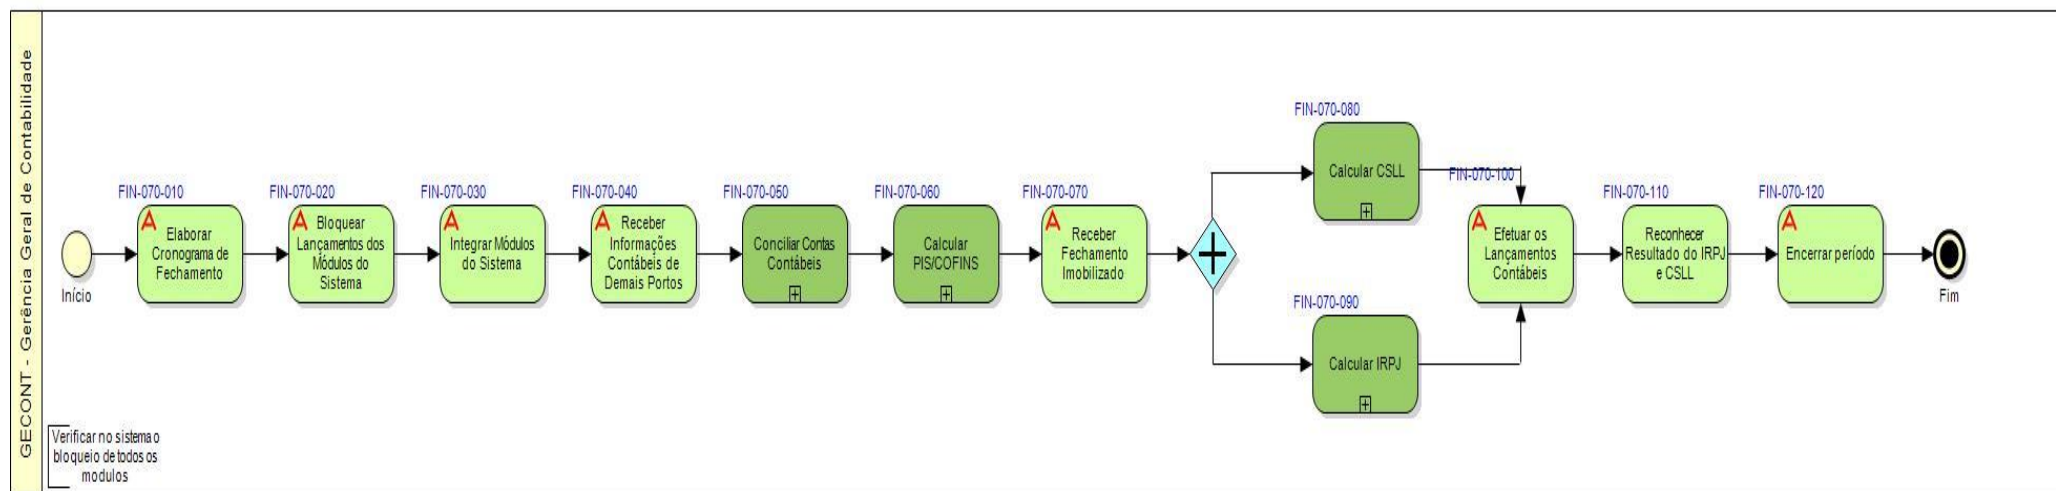 GECONT - Gerência Geral de Contabilidade
Início
FIN-070-010
A
Elaborar
Cronograma de
Fechamento
FIN-070-020
A
Bloquear
Lançamentos dos
Módulos do
Sistema
FIN-070-030
A
Integrar Módulos
do Sistema
FIN-070-040
A
Receber
Informações
Contábeis de
Demais Portos
FIN-070-050
Conciliar Contas
Contábeis
FIN-070-060
Calcular
PIS/COFINS
FIN-070-070
A
Receber
Fechamento
Imobilizado
FIN-070-080
Calcular CSLL
FIN-070-090
Calcular IRPJ
FIN-070-100
A
Efetuar os
Lançamentos
Contábeis
FIN-070-110
Reconhecer
Resultado do IRPJ
e CSLL
FIN-070-120
A
Encerrar período
Fim
Verificar no sistema o
bloqueio de todos os
modulos